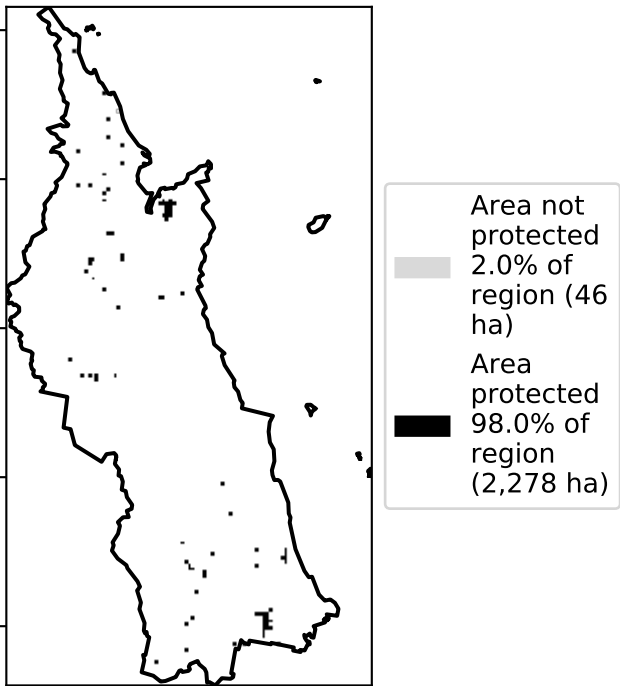 Area not
protected
2.0% of
region (46
ha)
Area
protected
98.0% of
region
(2,278 ha)